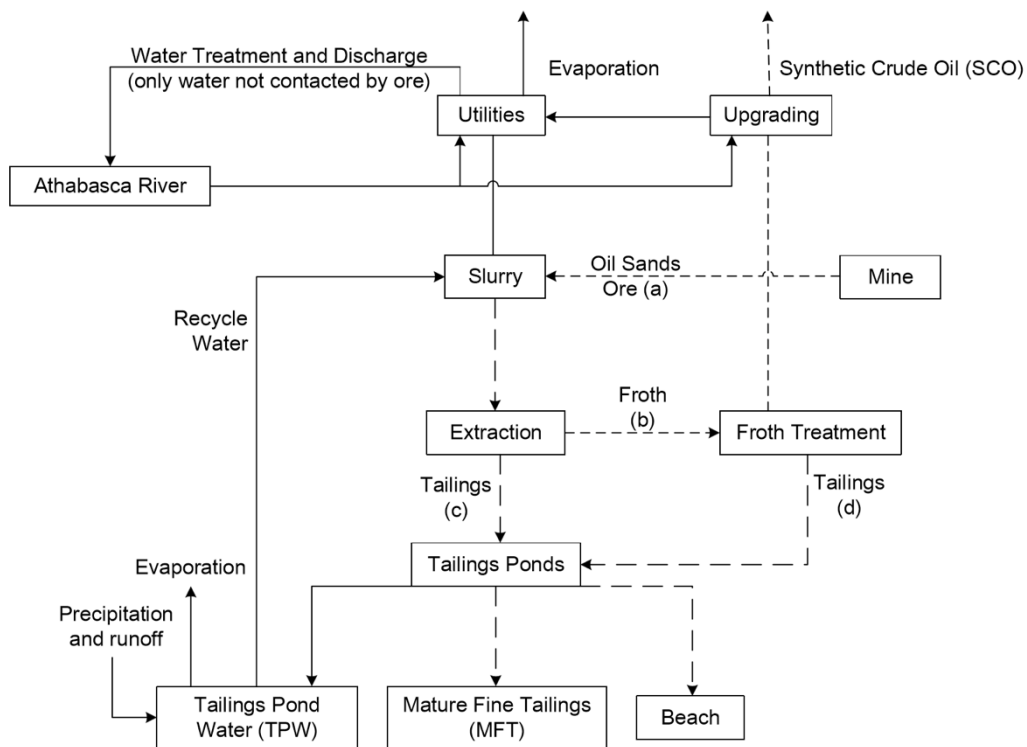 Water Treatment and Discharge
(only water not contacted by ore)
Evaporation
Synthetic Crude Oil (SCO)
Utilities
Upgrading
Athabasca River
Slurry
Oil Sands
Ore (a)
Mine
Recycle
Water
Extraction
Froth
(b)
Froth Treatment
Tailings
(c)
Tailings
(d)
Tailings Ponds
Evaporation
Precipitation
and runoff
Tailings Pond
Water (TPW)
Mature Fine Tailings
(MFT)
Beach